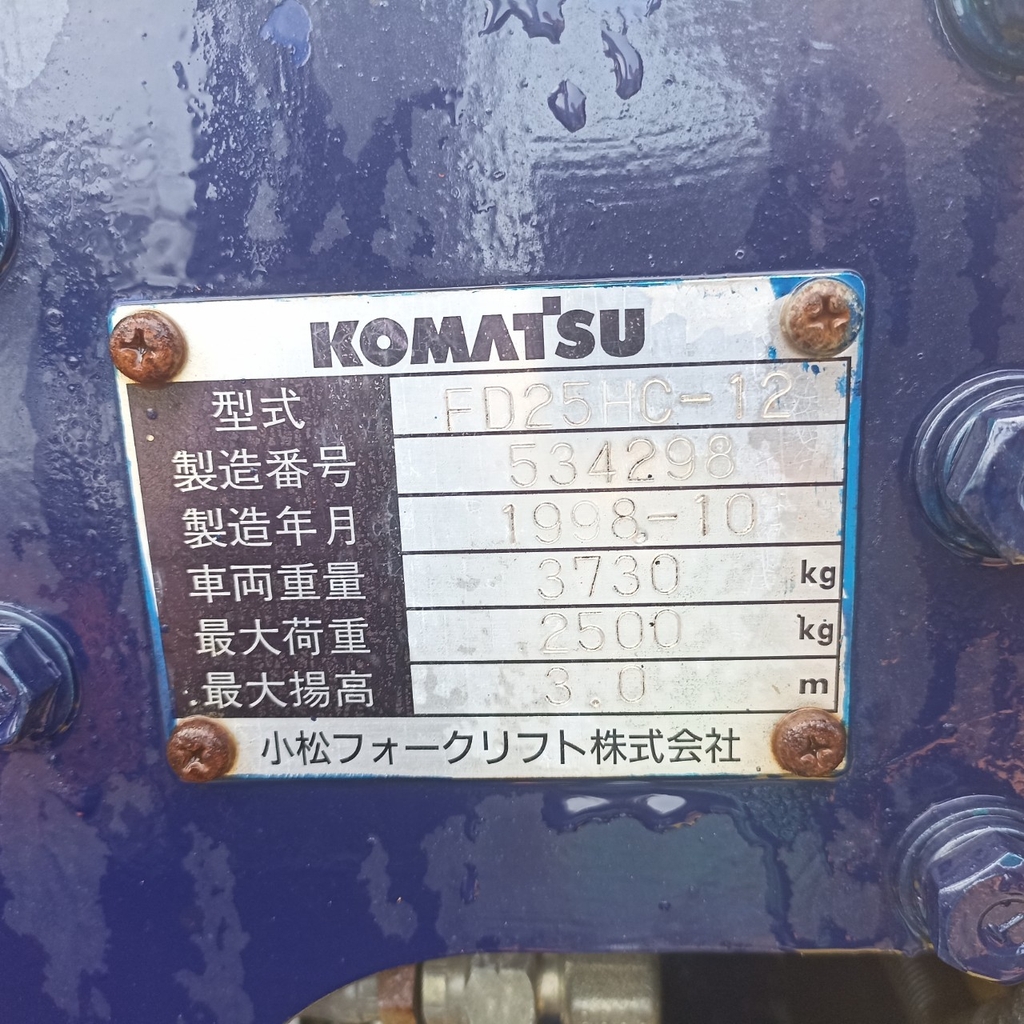 KOMATSU
型式 FD25HC-12
製造番号 534298
製造年月 1998-10
車両重量 3730 kg
最大荷重 2500 kg
最大揚高 3.0 m
小松フォークリフト株式会社